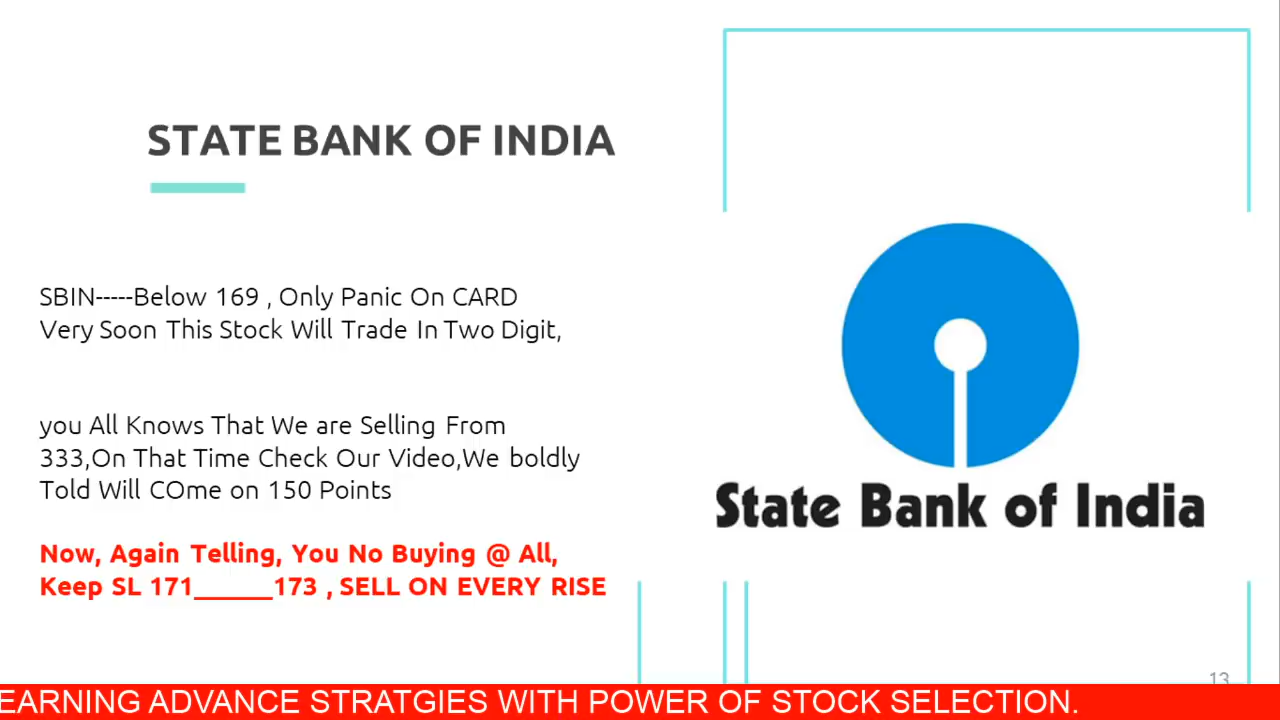 STATE BANK OF INDIA
SBIN-----Below 169 , Only Panic On CARD
Very Soon This Stock Will Trade In Two Digit,
you All Knows That We are Selling From
333,On That Time Check Our Video,We boldly
Told Will COme on 150 Points
Now, Again Telling, You No Buying @ All,
Keep SL 171______173 , SELL ON EVERY RISE
State Bank of India
13
EARNING ADVANCE STRATGIES WITH POWER OF STOCK SELECTION.